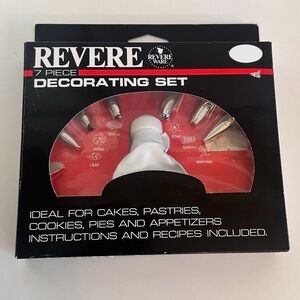 REVERE
REVERE
WARE
7 PIECE
DECORATING SET
SHELL
STAR
ROSE
SCROLL
LEAF
WRITING
IDEAL FOR CAKES, PASTRIES,
COOKIES, PIES AND APPETIZERS
INSTRUCTIONS AND RECIPES INCLUDED.